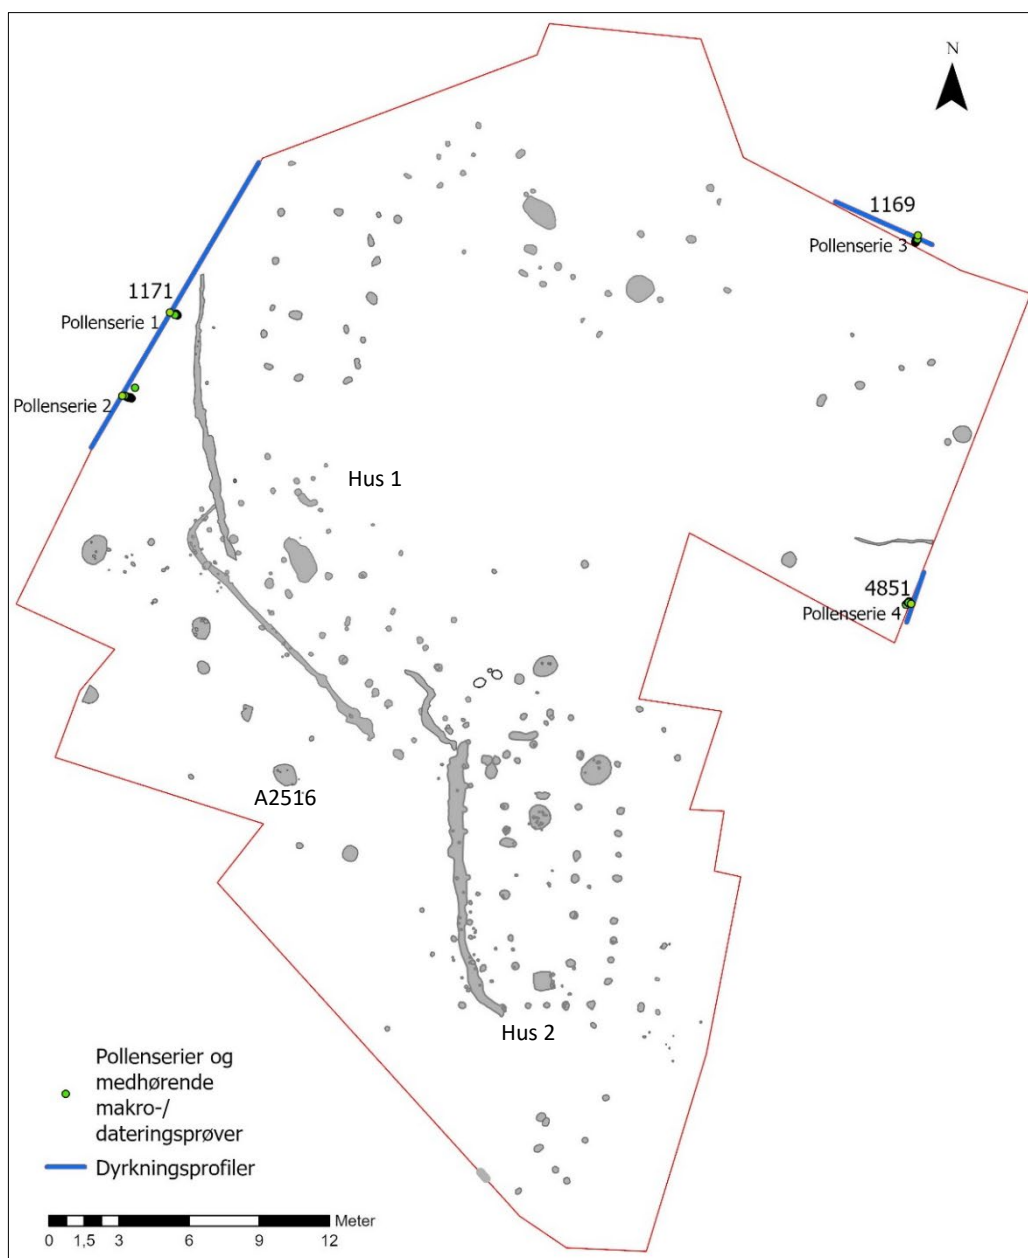 N
1169
Pollenserie 3
1171
Pollenserie 1
Pollenserie 2
Hus 1
4851
Pollenserie 4
A2516
Hus 2
Pollenserier og
medhørende
makro-/
dateringsprøver
Dyrkningsprofiler
Meter
0 1,5 3 6 9 12